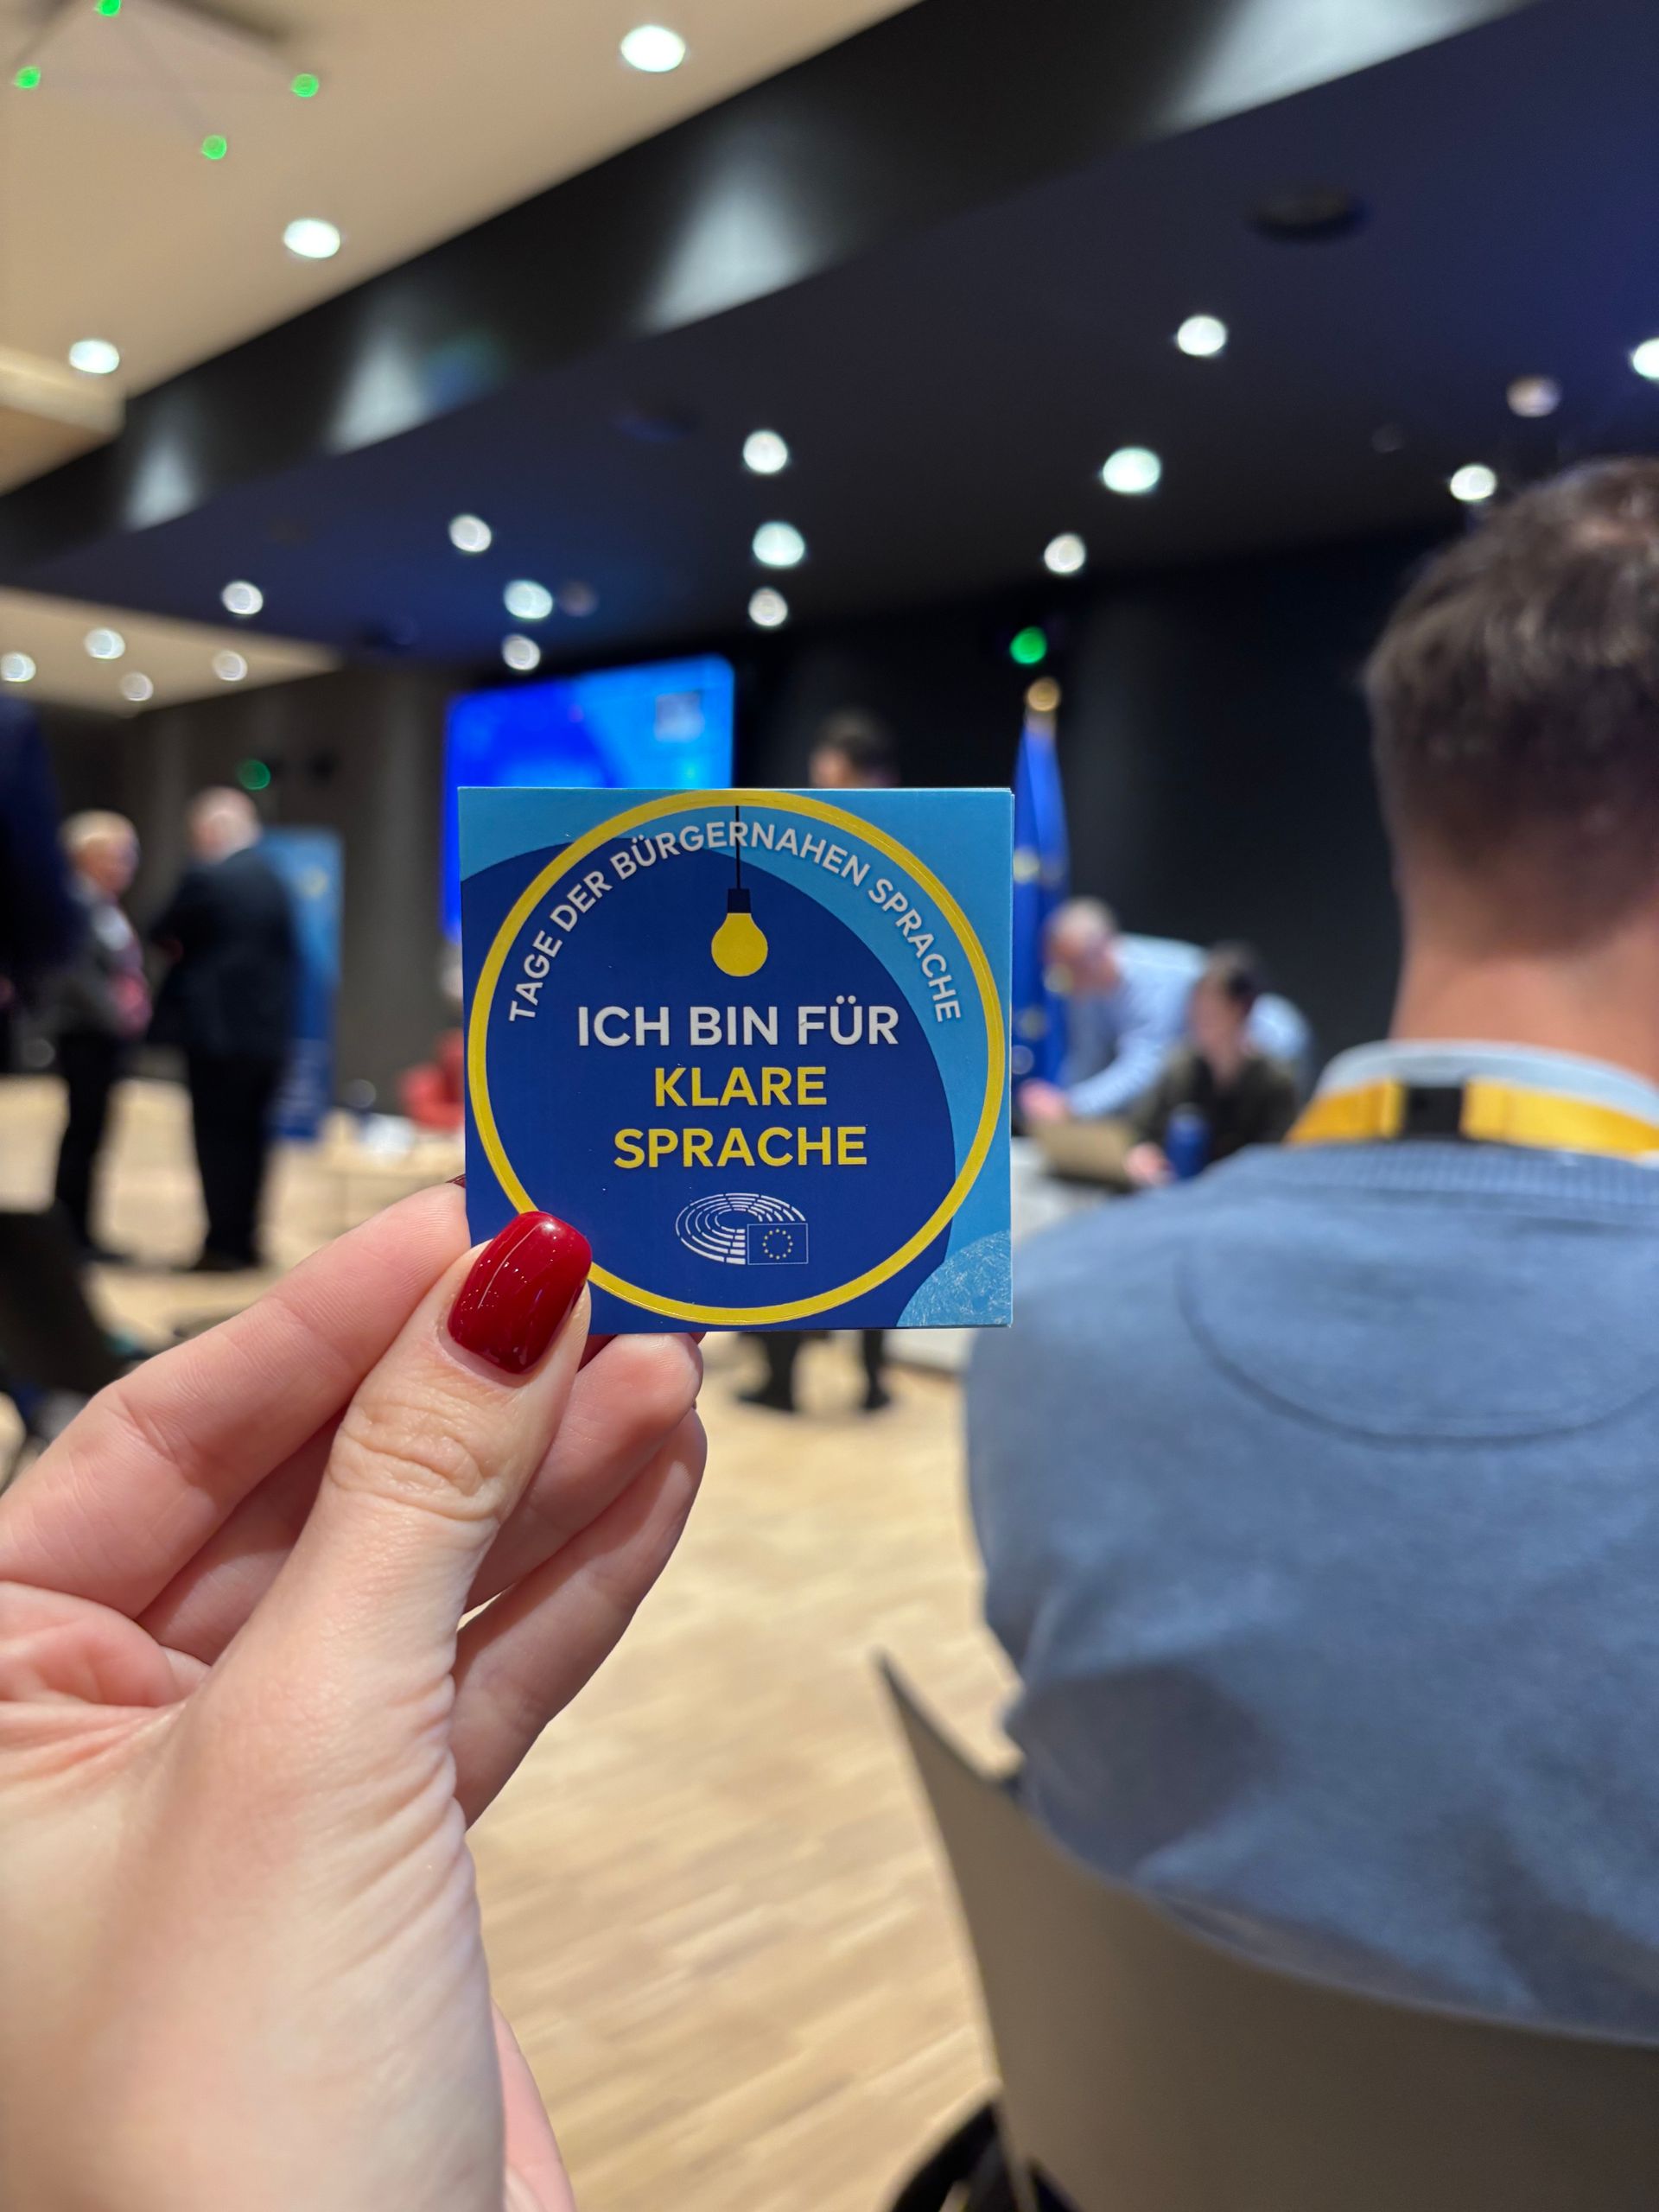 TAGE DER BÜRGERNAHEN SPRACHE
ICH BIN FÜR
KLARE
SPRACHE